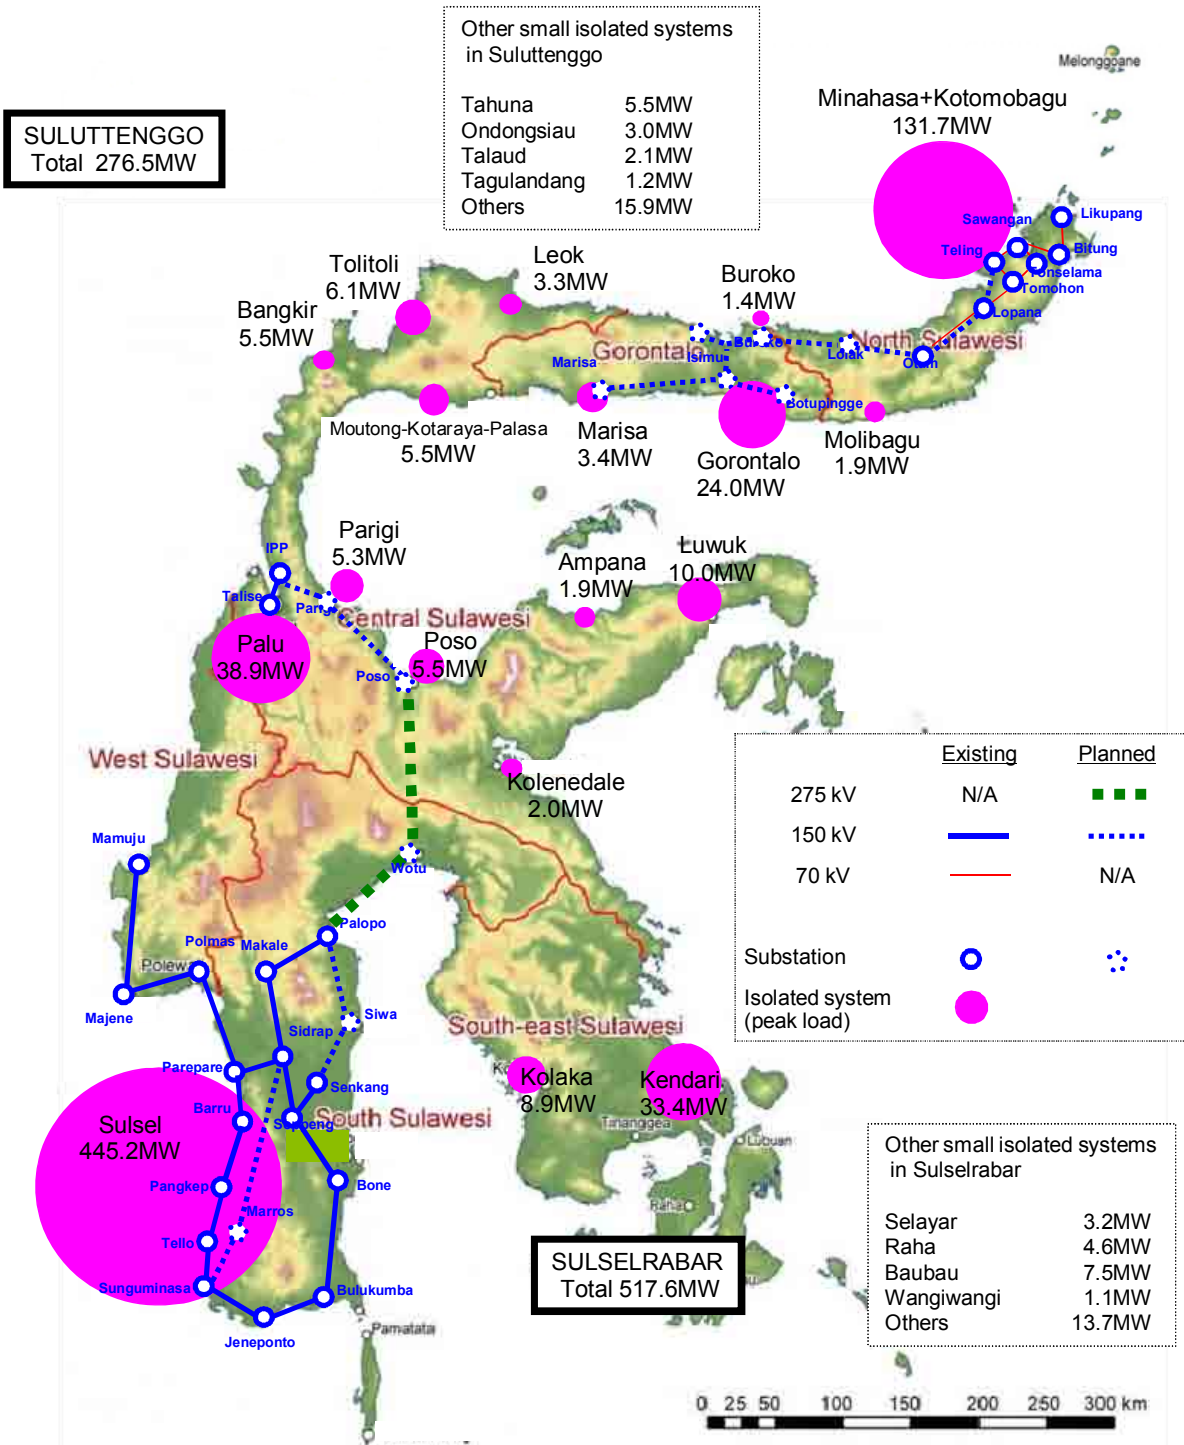 Other small isolated systems
in Suluttenggo
Tahuna 5.5MW
Ondongsiau 3.0MW
Talaud 2.1MW
Tagulandang 1.2MW
Others 15.9MW
SULUTTENGGO
Total 276.5MW
Melonggoane
Minahasa+Kotomobagu
131.7MW
Likupang
Sawangan
Teling
Bitung
Tonselama
Tomohon
Lopana
Leok
3.3MW
Tolitoli
6.1MW
Bangkir
5.5MW
Buroko
1.4MW
Buroko
North Sulawesi
Gorontalo
Isimu
Lolak
Otam
Marisa
Botupingge
Moutong-Kotaraya-Palasa
5.5MW
Marisa
3.4MW
Gorontalo
24.0MW
Molibagu
1.9MW
IPP
Parigi
5.3MW
Talise
Parigi
Ampana
1.9MW
Luwuk
10.0MW
Central Sulawesi
Palu
38.9MW
Poso
5.5MW
Poso
West Sulawesi
Kolenedale
2.0MW
Existing Planned
275 kV N/A
150 kV
70 kV N/A
Substation
Isolated system
(peak load)
Mamuju
Wotu
Palopo
Polmas
Makale
Polewa
Majene
Siwa
Sidrap
South-east Sulawesi
Parepare
Senkang
Kolaka
8.9MW
Kendari
33.4MW
Barru
Soppeng
South Sulawesi
Sulsel
445.2MW
Tinanggea
Lubuan
Pangkep
Bone
Raha
Marros
Tello
Sunguminasa
Bulukumba
Jeneponto
Pamatata
SULSELRABAR
Total 517.6MW
Other small isolated systems
in Sulselrabar
Selayar 3.2MW
Raha 4.6MW
Baubau 7.5MW
Wangiwangi 1.1MW
Others 13.7MW
0 25 50 100 150 200 250 300 km